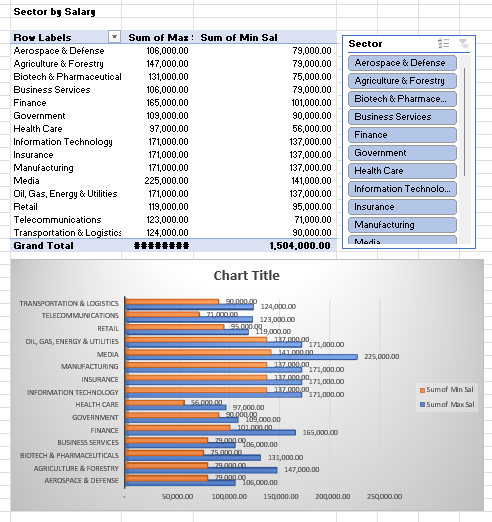 Sector by Salary
Row Labels Sum of Max Sum of Min Sal
Aerospace & Defense 106,000.00 79,000.00
Agriculture & Forestry 147,000.00 79,000.00
Biotech & Pharmaceutical 131,000.00 75,000.00
Business Services 106,000.00 79,000.00
Finance 165,000.00 101,000.00
Government 109,000.00 90,000.00
Health Care 97,000.00 56,000.00
Information Technology 171,000.00 137,000.00
Insurance 171,000.00 137,000.00
Manufacturing 171,000.00 137,000.00
Media 225,000.00 141,000.00
Oil, Gas, Energy & Utilities 171,000.00 137,000.00
Retail 119,000.00 95,000.00
Telecommunications 123,000.00 71,000.00
Transportation & Logistics 124,000.00 90,000.00
Grand Total ######## 1,504,000.00
Sector
Aerospace & Defense
Agriculture & Forestry
Biotech & Pharmace...
Business Services
Finance
Government
Health Care
Information Technolo...
Insurance
Manufacturing
Media
Chart Title
TRANSPORTATION & LOGISTICS 90,000.00 124,000.00
TELECOMMUNICATIONS 71,000.00 123,000.00
RETAIL 95,000.00 119,000.00
OIL, GAS, ENERGY & UTILITIES 137,000.00 171,000.00
MEDIA 141,000.00 225,000.00
MANUFACTURING 137,000.00 171,000.00
INSURANCE 137,000.00 171,000.00
INFORMATION TECHNOLOGY 137,000.00 171,000.00
HEALTH CARE 56,000.00 97,000.00
GOVERNMENT 90,000.00 109,000.00
FINANCE 101,000.00 165,000.00
BUSINESS SERVICES 79,000.00 106,000.00
BIOTECH & PHARMACEUTICALS 75,000.00 131,000.00
AGRICULTURE & FORESTRY 79,000.00 147,000.00
AEROSPACE & DEFENSE 79,000.00 106,000.00
- 50,000.00 100,000.00 150,000.00 200,000.00 250,000.00
Sum of Min Sal
Sum of Max Sal